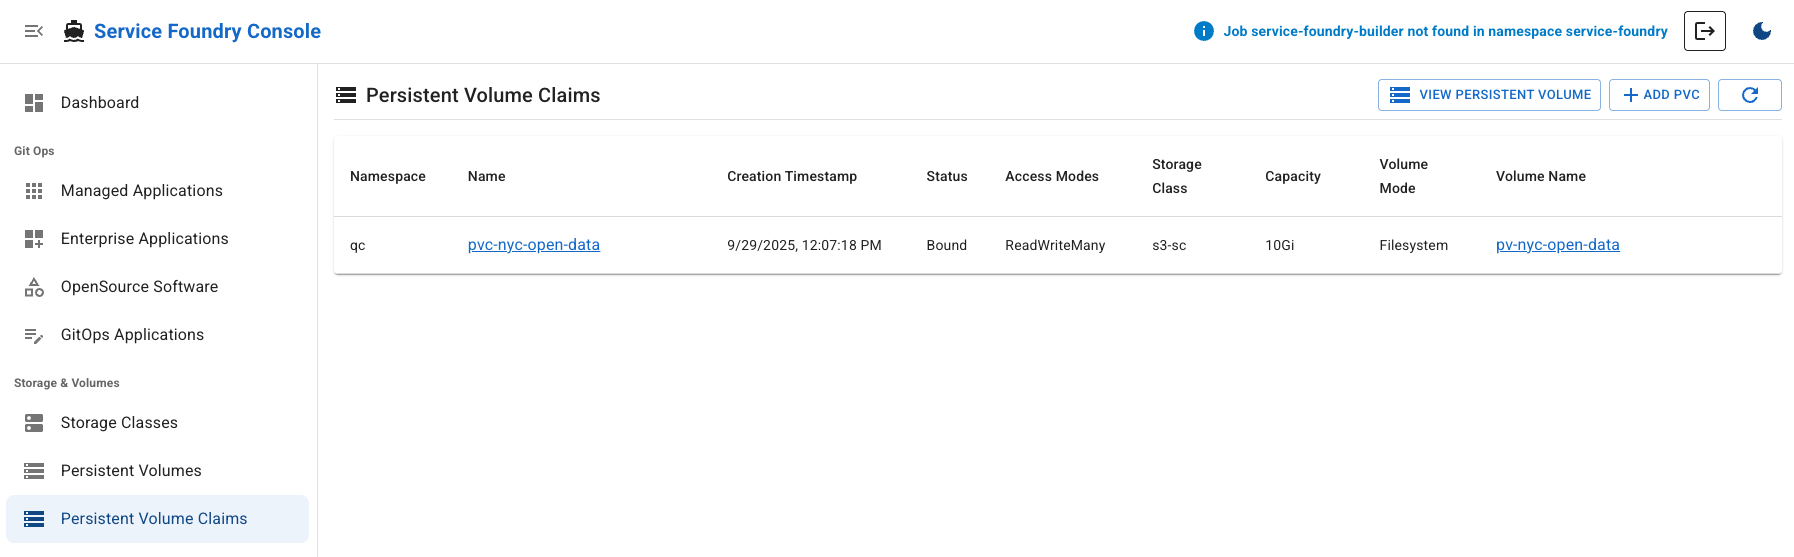 Service Foundry Console
Job service-foundry-builder not found in namespace service-foundry
Dashboard
Git Ops
Managed Applications
Enterprise Applications
OpenSource Software
GitOps Applications
Storage & Volumes
Storage Classes
Persistent Volumes
Persistent Volume Claims
Persistent Volume Claims
VIEW PERSISTENT VOLUME
ADD PVC
Namespace Name Creation Timestamp Status Access Modes Storage Class Capacity Volume Mode Volume Name
qc pvc-nyc-open-data 9/29/2025, 12:07:18 PM Bound ReadWriteMany s3-sc 10Gi Filesystem pv-nyc-open-data